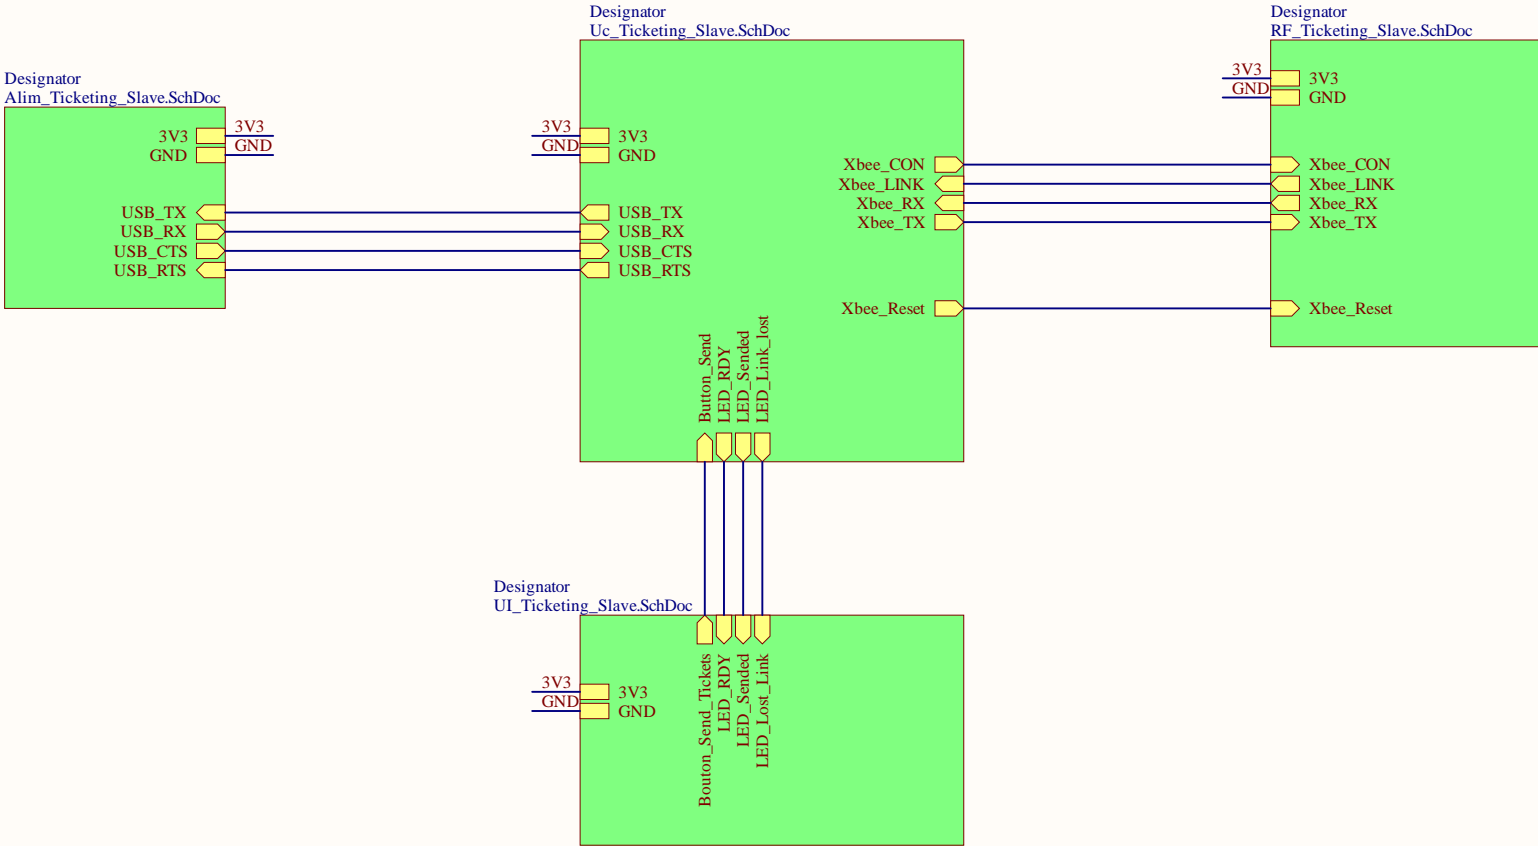 Designator
Uc_Ticketing_Slave.SchDoc
Designator
RF_Ticketing_Slave.SchDoc
Designator
Alim_Ticketing_Slave.SchDoc
3V3
GND
3V3
GND
USB_TX
USB_RX
USB_CTS
USB_RTS
3V3
GND
3V3
GND
USB_TX
USB_RX
USB_CTS
USB_RTS
Xbee_CON
Xbee_LINK
Xbee_RX
Xbee_TX
Xbee_Reset
Button_Send
LED_RDY
LED_Sended
LED_Link_lost
3V3
GND
3V3
GND
Xbee_CON
Xbee_LINK
Xbee_RX
Xbee_TX
Xbee_Reset
Designator
UI_Ticketing_Slave.SchDoc
3V3
GND
3V3
GND
Bouton_Send_Tickets
LED_RDY
LED_Sended
LED_Lost_Link